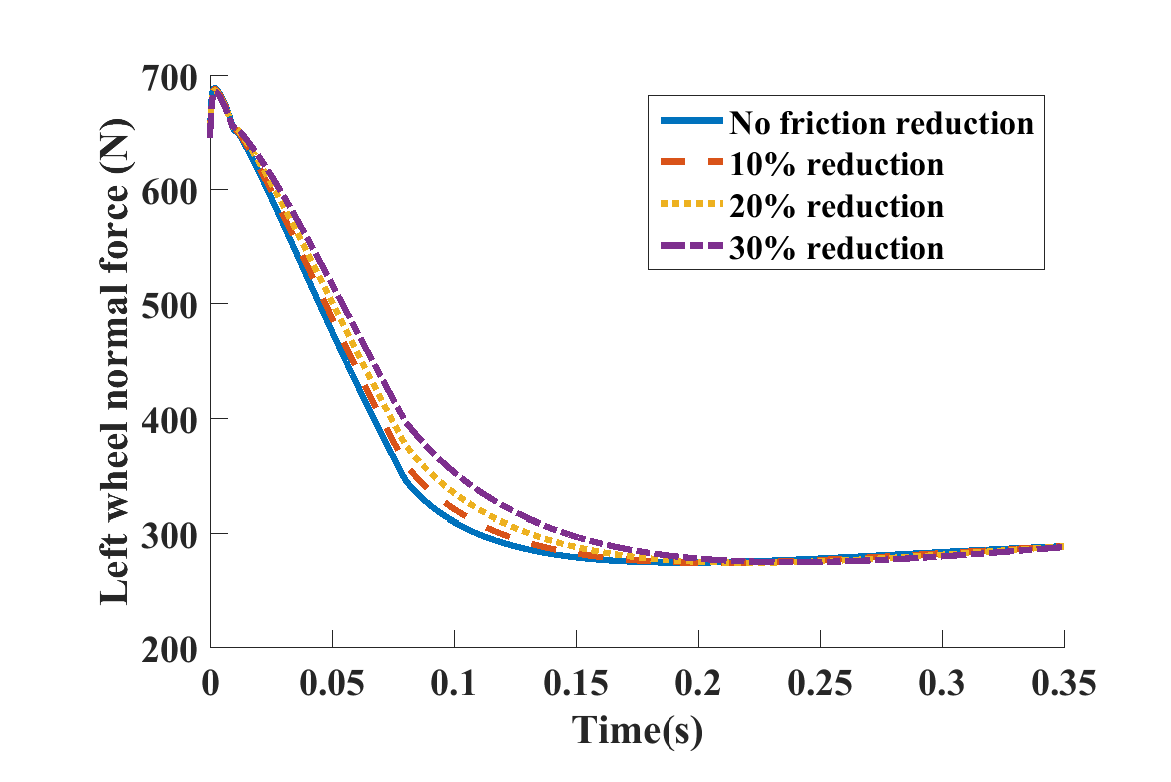 700
600
500
400
300
200
Left wheel normal force (N)
No friction reduction
10% reduction
20% reduction
30% reduction
0
0.05
0.1
0.15
0.2
0.25
0.3
0.35
Time(s)